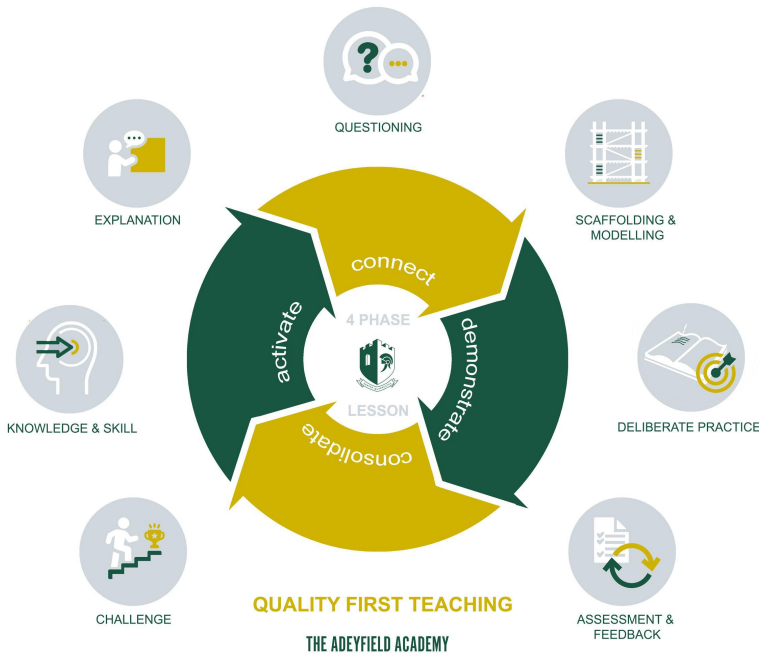 QUESTIONING
EXPLANATION
SCAFFOLDING &
MODELLING
connect
activate
4 PHASE
demonstrate
LESSON
consolidate
KNOWLEDGE & SKILL
DELIBERATE PRACTICE
CHALLENGE
ASSESSMENT &
FEEDBACK
QUALITY FIRST TEACHING
THE ADEYFIELD ACADEMY